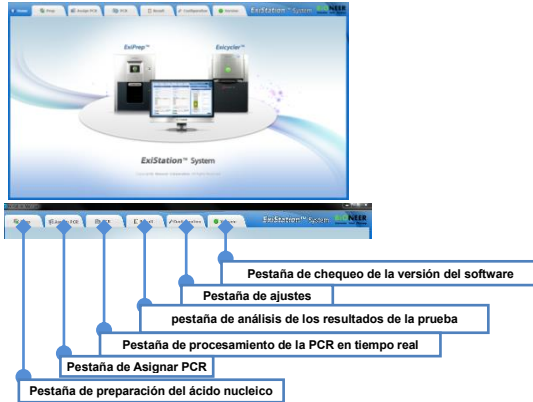 Home Prep Assign PCR PCR Result Configuration Version ExiStation™ System BIONEER
ExiPrep™ Exicycler™
ExiStation™ System
ExiStation™ System BIONEER
Pestaña de chequeo de la versión del software
Pestaña de ajustes
pestaña de análisis de los resultados de la prueba
Pestaña de procesamiento de la PCR en tiempo real
Pestaña de Asignar PCR
Pestaña de preparación del ácido nucleico